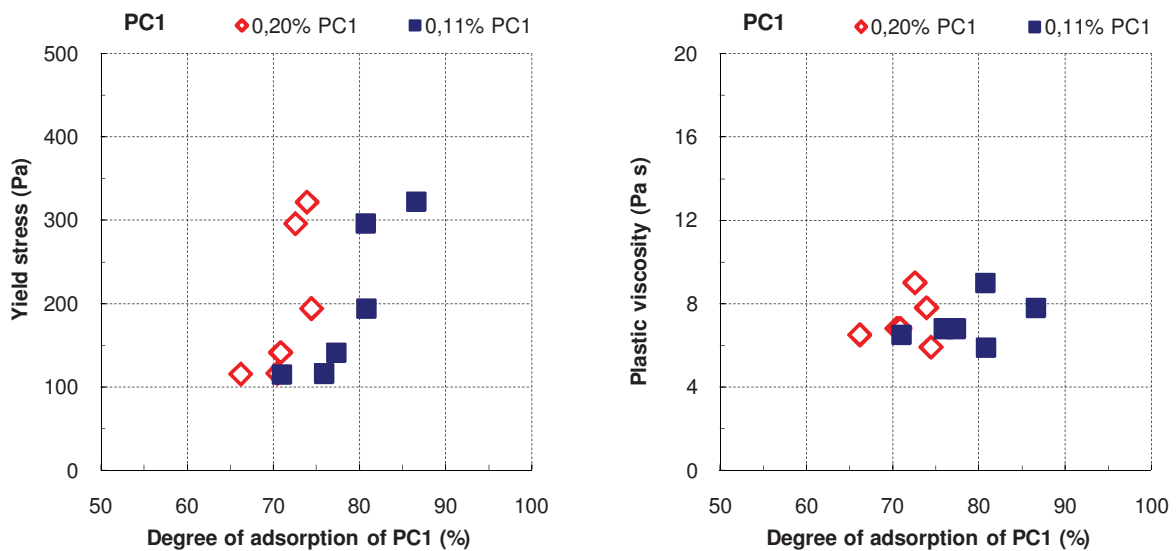 PC1 0,20% PC1 0,11% PC1
500
400
300
200
100
0
50 60 70 80 90 100
Yield stress (Pa)
Degree of adsorption of PC1 (%)
PC1 0,20% PC1 0,11% PC1
20
16
12
8
4
0
50 60 70 80 90 100
Plastic viscosity (Pa s)
Degree of adsorption of PC1 (%)